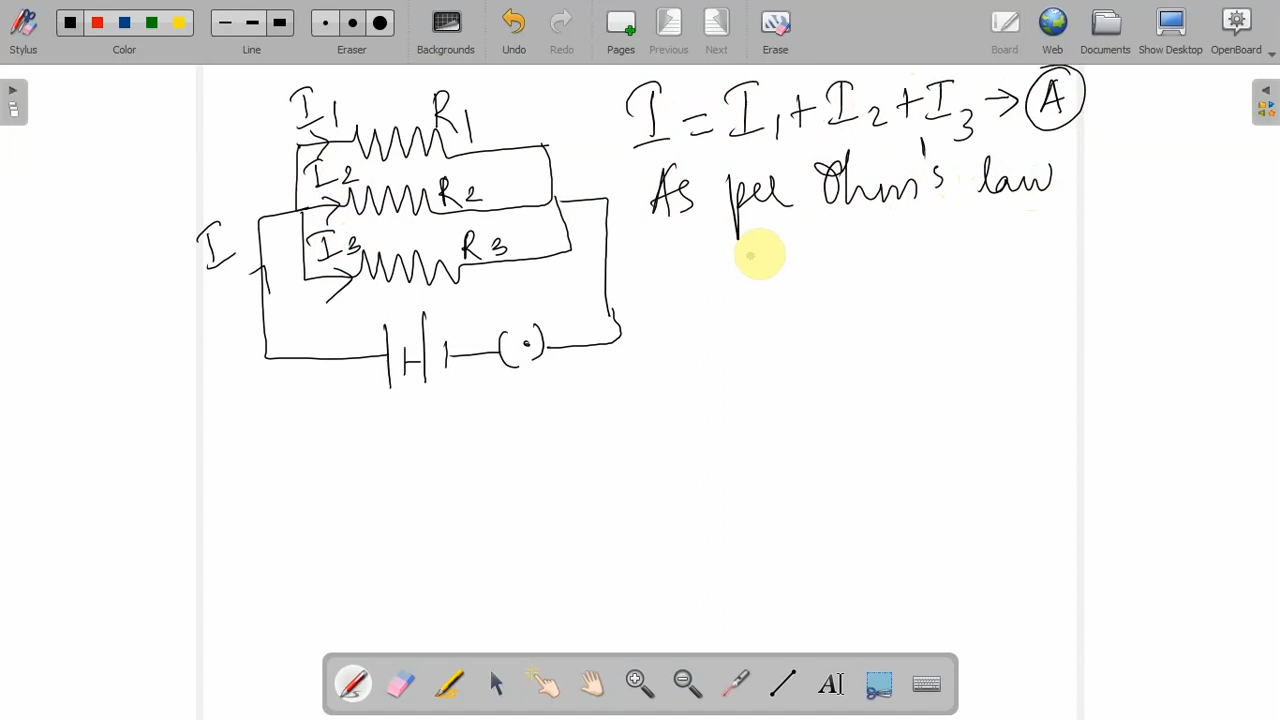 Stylus
Color
Line
Eraser
Backgrounds
Undo
Redo
Pages
Previous
Next
Erase
Board
Web
Documents
Show Desktop
OpenBoard
I1 R1
I2 R2
I I3 R3
I = I1 + I2 + I3 → A
As per Ohm's law